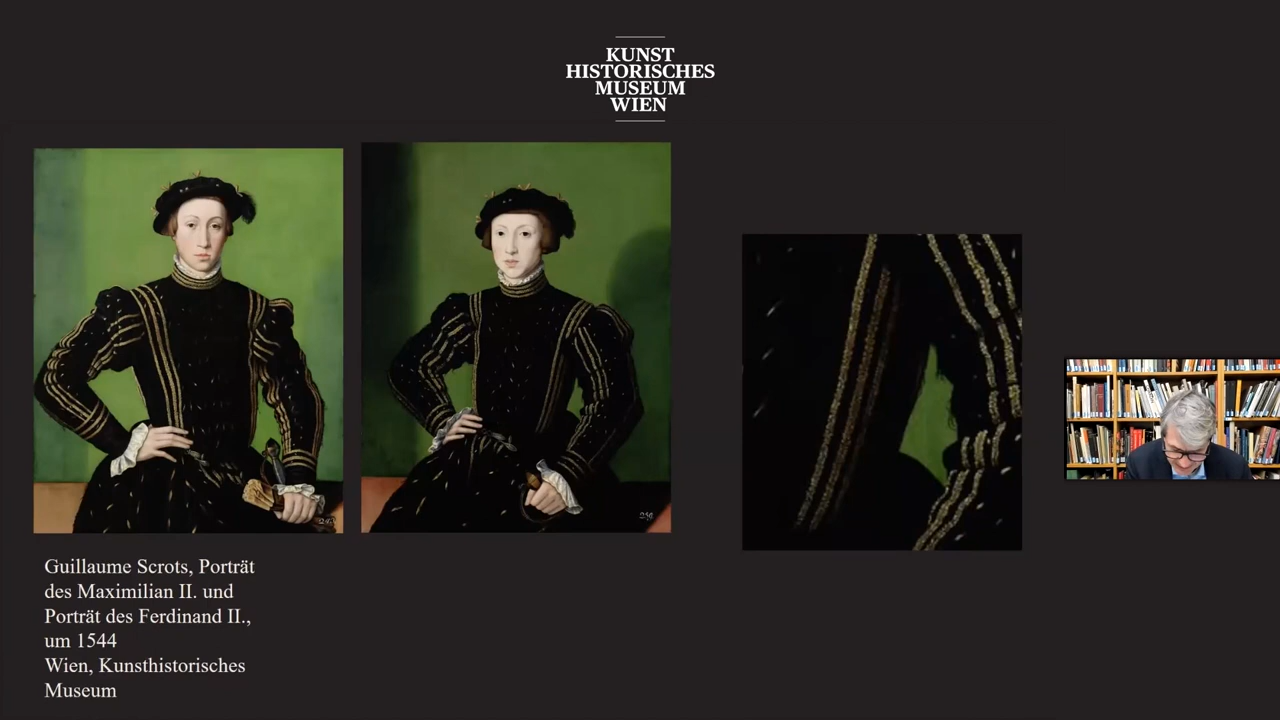 KUNST
HISTORISCHES
MUSEUM
WIEN
Guillaume Scrots, Porträt
des Maximilian II. und
Porträt des Ferdinand II.,
um 1544
Wien, Kunsthistorisches
Museum